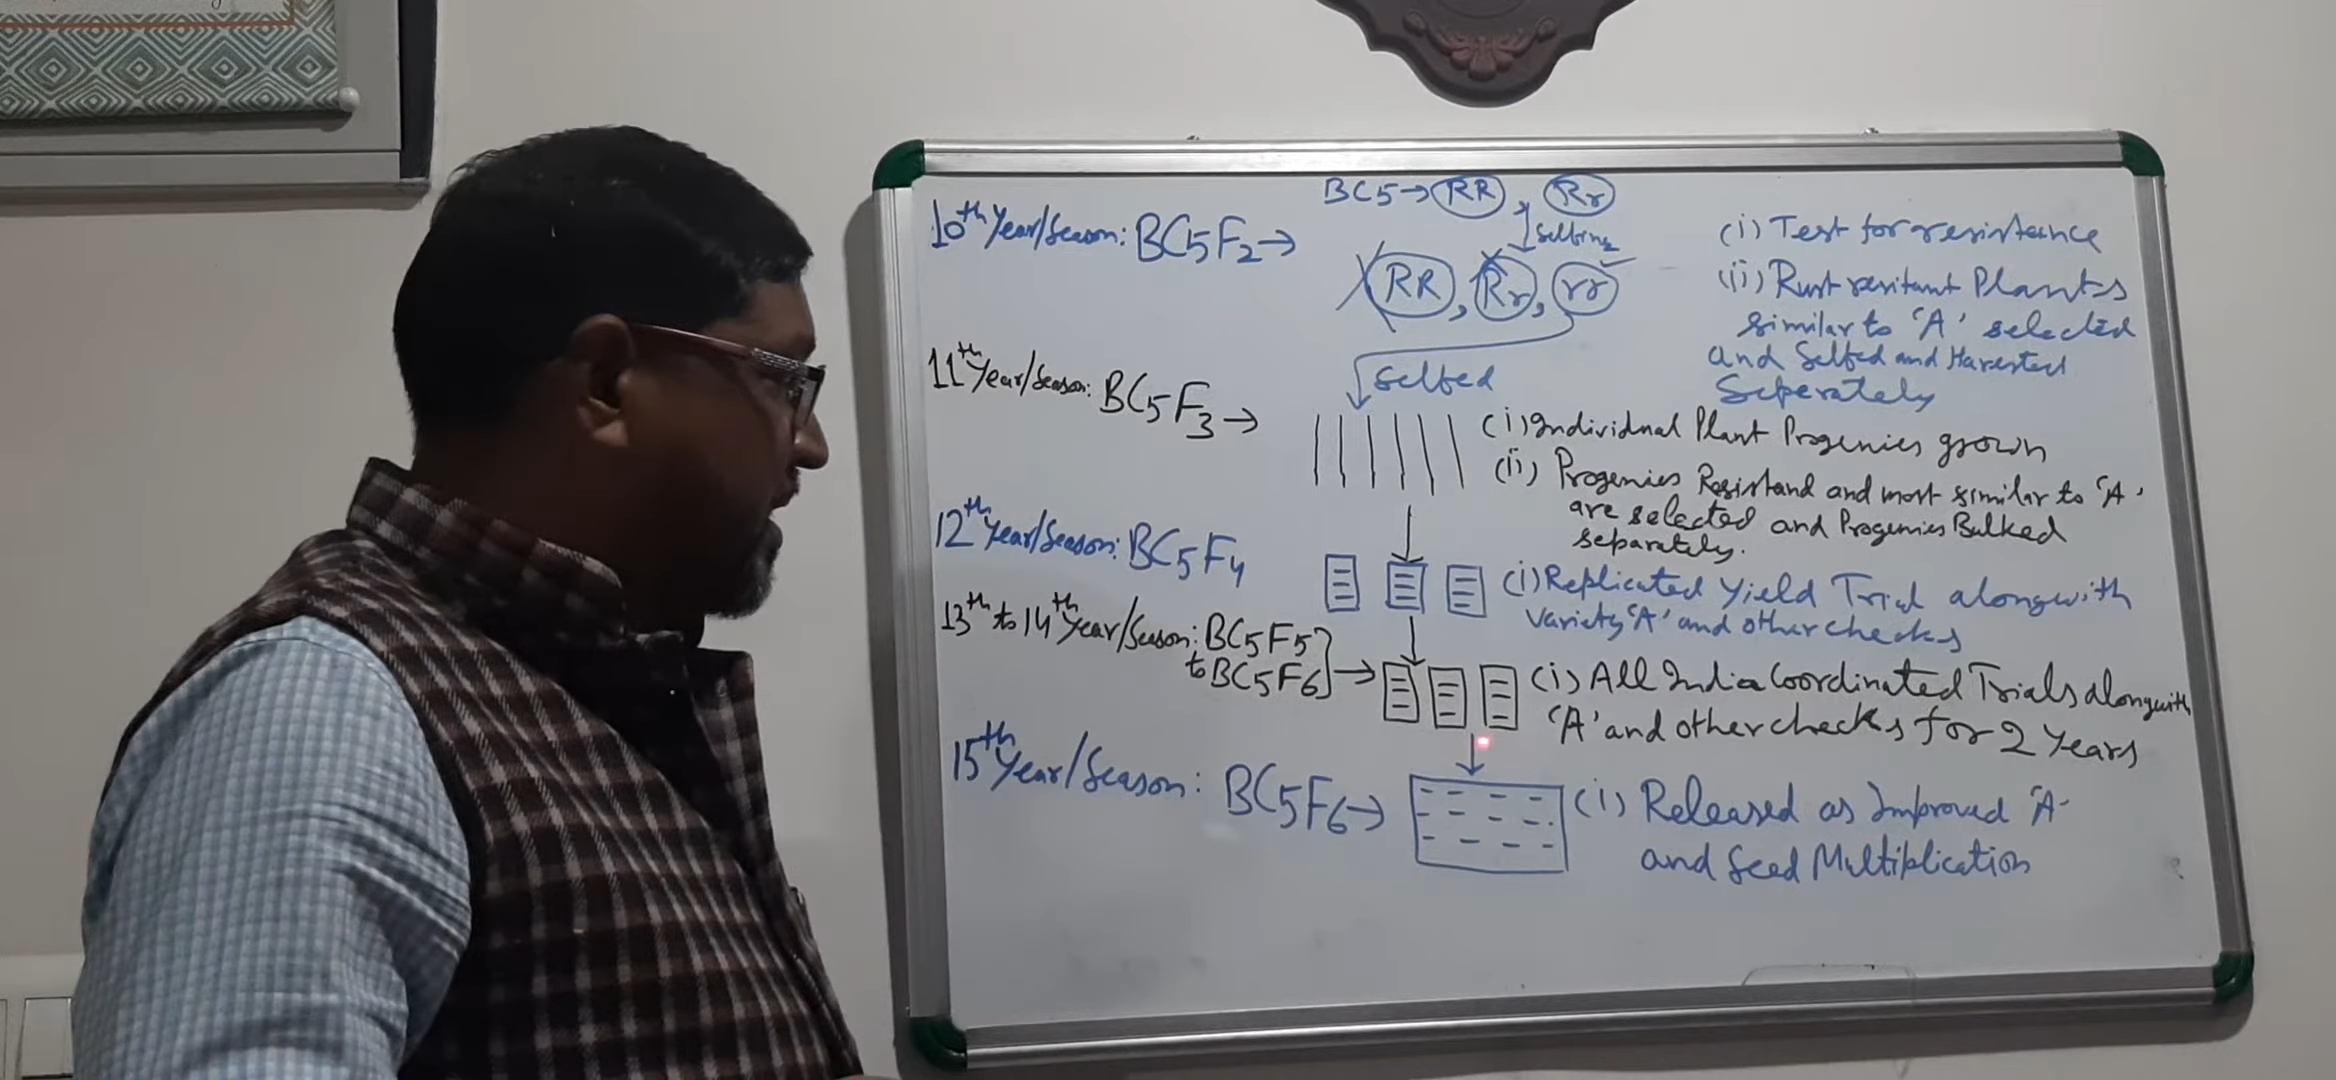 BC5→ RR, Rr
10th Year/Season: BC5F2→
Selfing
RR, Rr, rr
(i) Test for resistance
(ii) Rust resitant Plants
similar to 'A' selected
and Selfed and Harvested
Seperately
11th Year/Season: BC5F3→
Selfed
(i) Individual Plant Progenies grown
(ii) Progenies Resistand and most similar to 'A'
are selected and Progenies Bulked
separately.
12th Year/Season: BC5F4
(i) Replicated Yield Trial alongwith
Variety 'A' and other checks
13th to 14th Year/Season: BC5F5
to BC5F6 →
(i) All India Coordinated Trials alongwith
'A' and other checks for 2 Years
15th Year/Season: BC5F6→
(i) Released as Improved 'A'
and Seed Multiplication